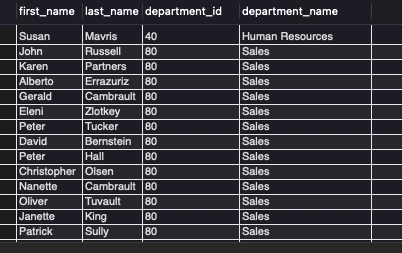 first_name last_name department_id department_name
Susan Mavris 40 Human Resources
John Russell 80 Sales
Karen Partners 80 Sales
Alberto Errazuriz 80 Sales
Gerald Cambrault 80 Sales
Eleni Zlotkey 80 Sales
Peter Tucker 80 Sales
David Bernstein 80 Sales
Peter Hall 80 Sales
Christopher Olsen 80 Sales
Nanette Cambrault 80 Sales
Oliver Tuvault 80 Sales
Janette King 80 Sales
Patrick Sully 80 Sales